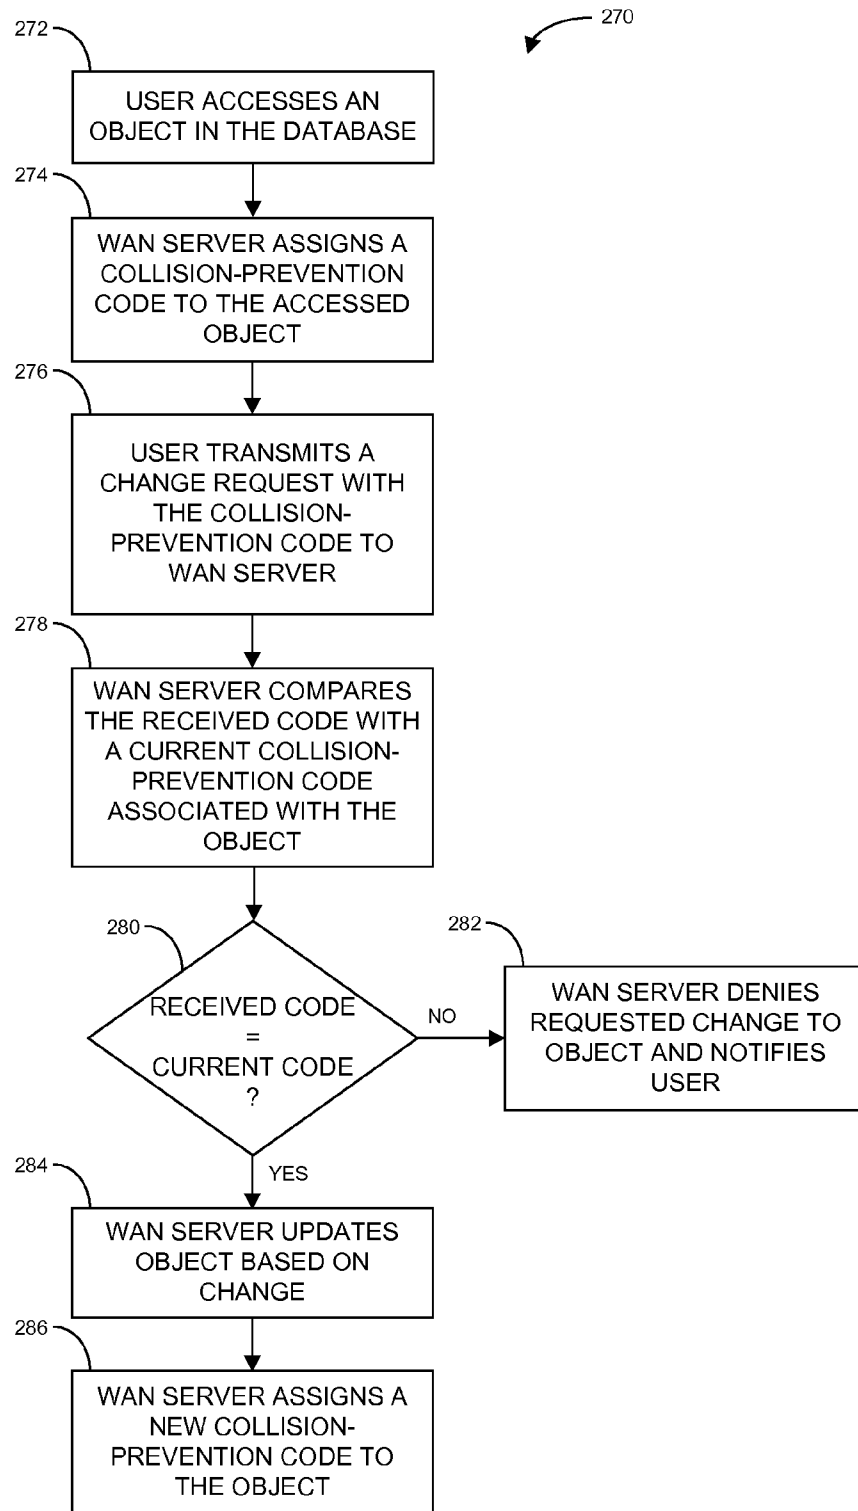 270
272
USER ACCESSES AN
OBJECT IN THE DATABASE
274
WAN SERVER ASSIGNS A
COLLISION-PREVENTION
CODE TO THE ACCESSED
OBJECT
276
USER TRANSMITS A
CHANGE REQUEST WITH
THE COLLISION-
PREVENTION CODE TO
WAN SERVER
278
WAN SERVER COMPARES
THE RECEIVED CODE WITH
A CURRENT COLLISION-
PREVENTION CODE
ASSOCIATED WITH THE
OBJECT
280
RECEIVED CODE
=
CURRENT CODE
?
NO
282
WAN SERVER DENIES
REQUESTED CHANGE TO
OBJECT AND NOTIFIES
USER
YES
284
WAN SERVER UPDATES
OBJECT BASED ON
CHANGE
286
WAN SERVER ASSIGNS A
NEW COLLISION-
PREVENTION CODE TO
THE OBJECT